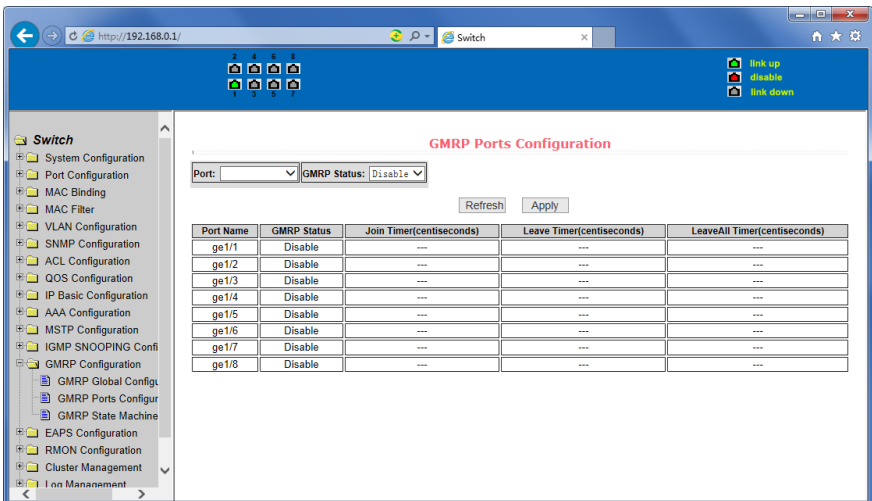 http://192.168.0.1/
Switch
2 4 6 8
1 3 5 7
link up
disable
link down
Switch
System Configuration
Port Configuration
MAC Binding
MAC Filter
VLAN Configuration
SNMP Configuration
ACL Configuration
QOS Configuration
IP Basic Configuration
AAA Configuration
MSTP Configuration
IGMP SNOOPING Confi
GMRP Configuration
GMRP Global Configu
GMRP Ports Configur
GMRP State Machine
EAPS Configuration
RMON Configuration
Cluster Management
Log Management
GMRP Ports Configuration
Port: GMRP Status: Disable
Refresh Apply
Port Name GMRP Status Join Timer(centiseconds) Leave Timer(centiseconds) LeaveAll Timer(centiseconds)
ge1/1 Disable --- --- ---
ge1/2 Disable --- --- ---
ge1/3 Disable --- --- ---
ge1/4 Disable --- --- ---
ge1/5 Disable --- --- ---
ge1/6 Disable --- --- ---
ge1/7 Disable --- --- ---
ge1/8 Disable --- --- ---